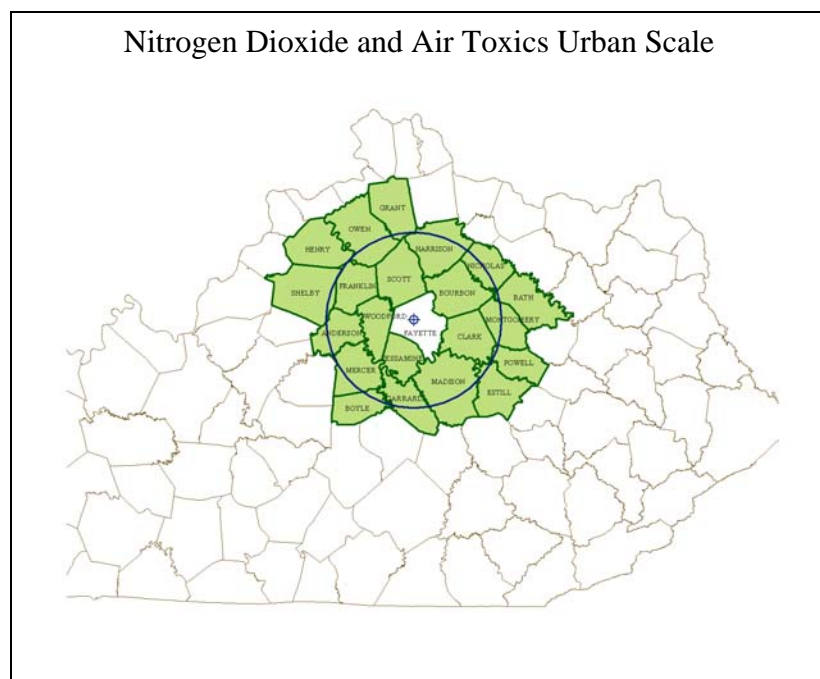 Nitrogen Dioxide and Air Toxics Urban Scale
GRANT
OWEN
HENRY
HARRISON
NICHOLAS
SCOTT
FRANKLIN
SHELBY
BOURBON
BATH
WOODFORD
MONTGOMERY
ANDERSON
FAYETTE
CLARK
ESSAMINE
POWELL
MERCER
MADISON
ESTILL
GARRARD
BOYLE